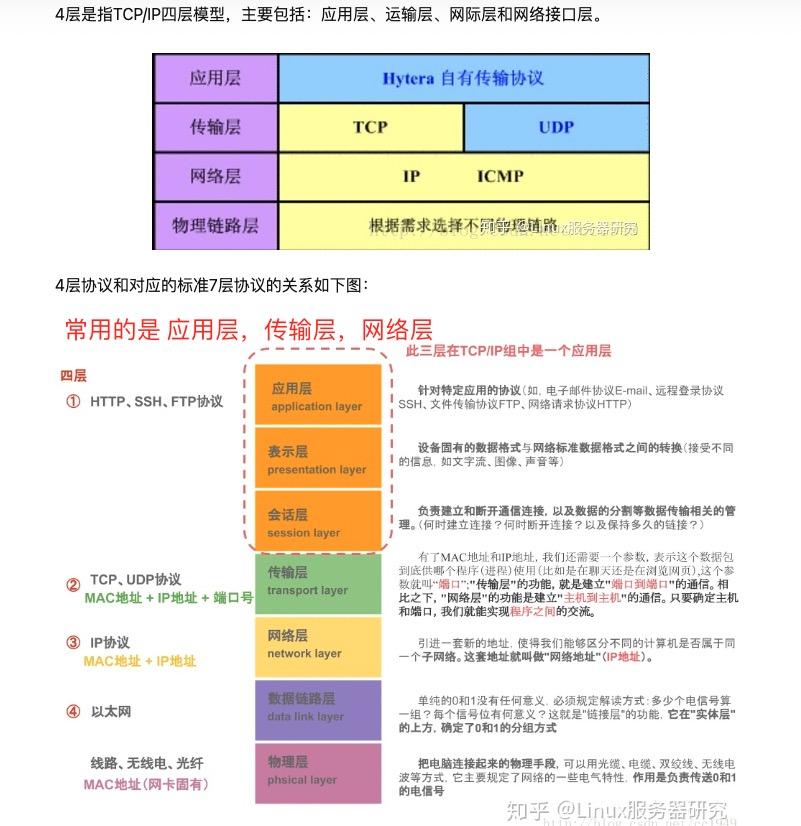 4层是指TCP/IP四层模型，主要包括：应用层、运输层、网际层和网络接口层。
应用层 Hytera 自有传输协议
传输层 TCP UDP
网络层 IP ICMP
物理链路层 根据需求选择不同物理链路
知乎 @Linux服务器研究
4层协议和对应的标准7层协议的关系如下图：
常用的是 应用层，传输层，网络层
此三层在TCP/IP组中是一个应用层
四层
① HTTP、SSH、FTP协议
应用层
application layer
针对特定应用的协议（如，电子邮件协议E-mail、远程登录协议
SSH、文件传输协议FTP、网络请求协议HTTP）
表示层
presentation layer
设备固有的数据格式与网络标准数据格式之间的转换（接受不同
的信息，如文字流、图像、声音等）
会话层
session layer
负责建立和断开通信连接，以及数据的分割等数据传输相关的管
理。（何时建立连接？何时断开连接？以及保持多久的链接？）
② TCP、UDP协议
MAC地址 + IP地址 + 端口号
传输层
transport layer
有了MAC地址和IP地址，我们还需要一个参数，表示这个数据包
到底供哪个程序（进程）使用（比如是在聊天还是在浏览网页），这个参
数就叫“端口”；"传输层"的功能，就是建立"端口到端口"的通信。相
比之下，"网络层"的功能是建立"主机到主机"的通信。只要确定主机
和端口，我们就能实现程序之间的交流。
③ IP协议
MAC地址 + IP地址
网络层
network layer
引进一套新的地址，使得我们能够区分不同的计算机是否属于同
一个子网络。这套地址就叫做"网络地址"（IP地址）。
④ 以太网
数据链路层
data link layer
单纯的0和1没有任何意义，必须规定解读方式：多少个电信号算
一组？每个信号位有何意义？这就是"链接层"的功能，它在"实体层"
的上方，确定了0和1的分组方式
线路、无线电、光纤
MAC地址（网卡固有）
物理层
phsical layer
把电脑连接起来的物理手段，可以用光缆、电缆、双绞线、无线电
波等方式，它主要规定了网络的一些电气特性，作用是负责传送0和1
的电信号
知乎 @Linux服务器研究